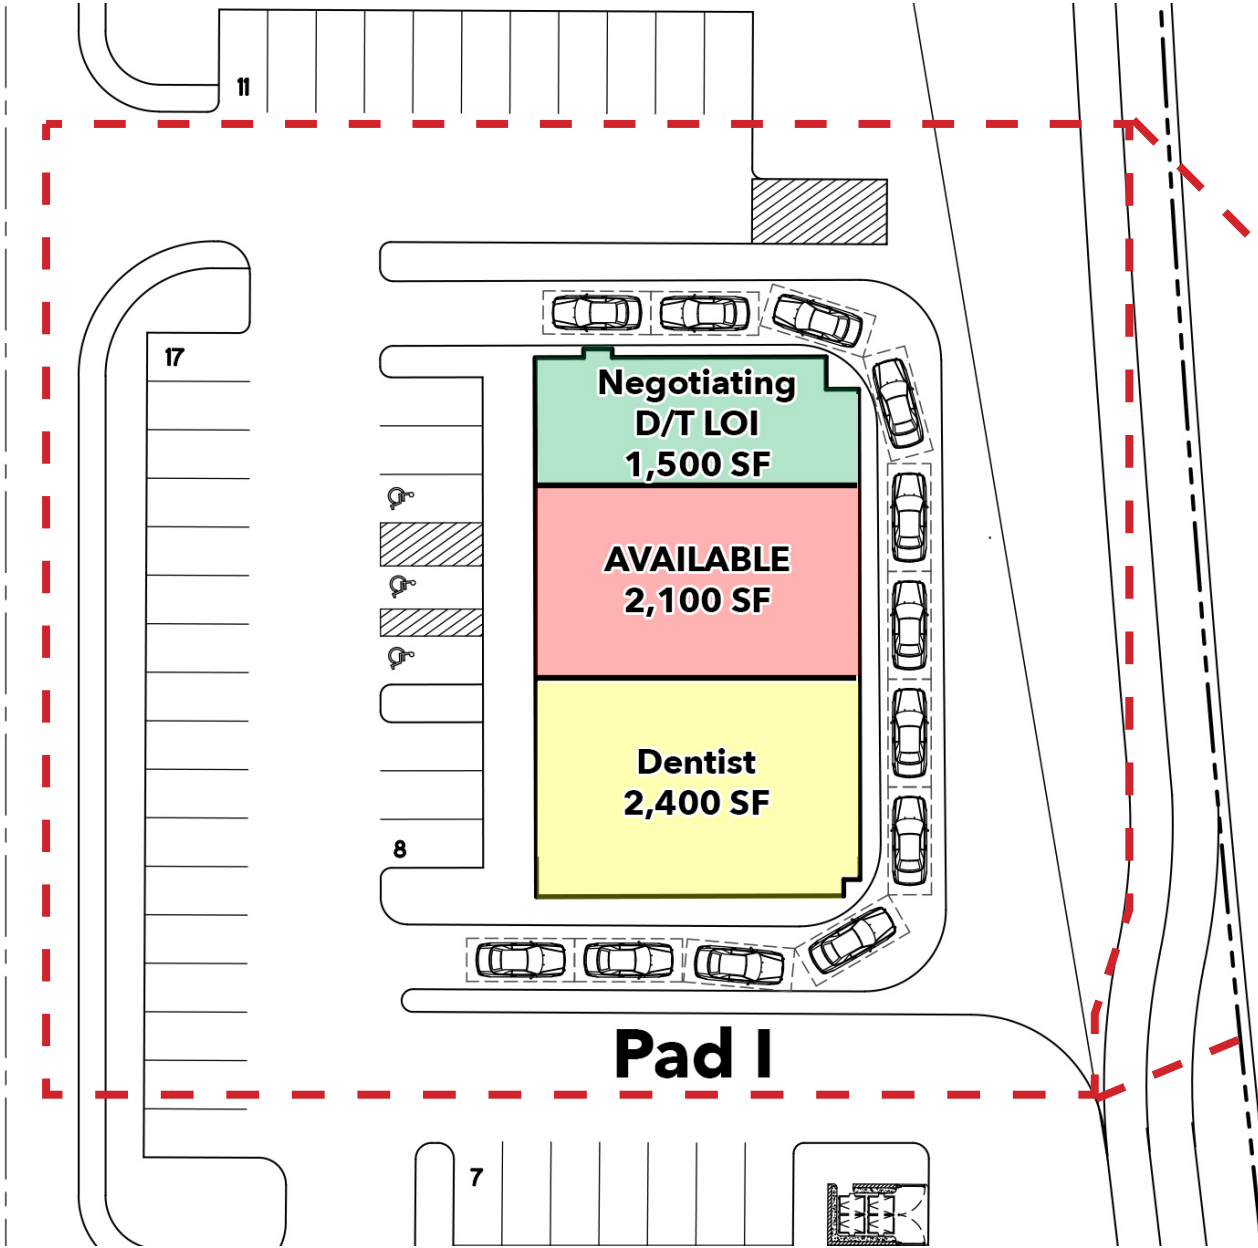 11
17
Negotiating
D/T LOI
1,500 SF
AVAILABLE
2,100 SF
Dentist
2,400 SF
8
Pad I
7